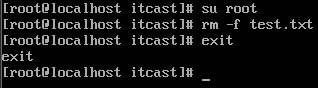 [root@localhost itcast]# su root
[root@localhost itcast]# rm -f test.txt
[root@localhost itcast]# exit
exit
[root@localhost itcast]# _